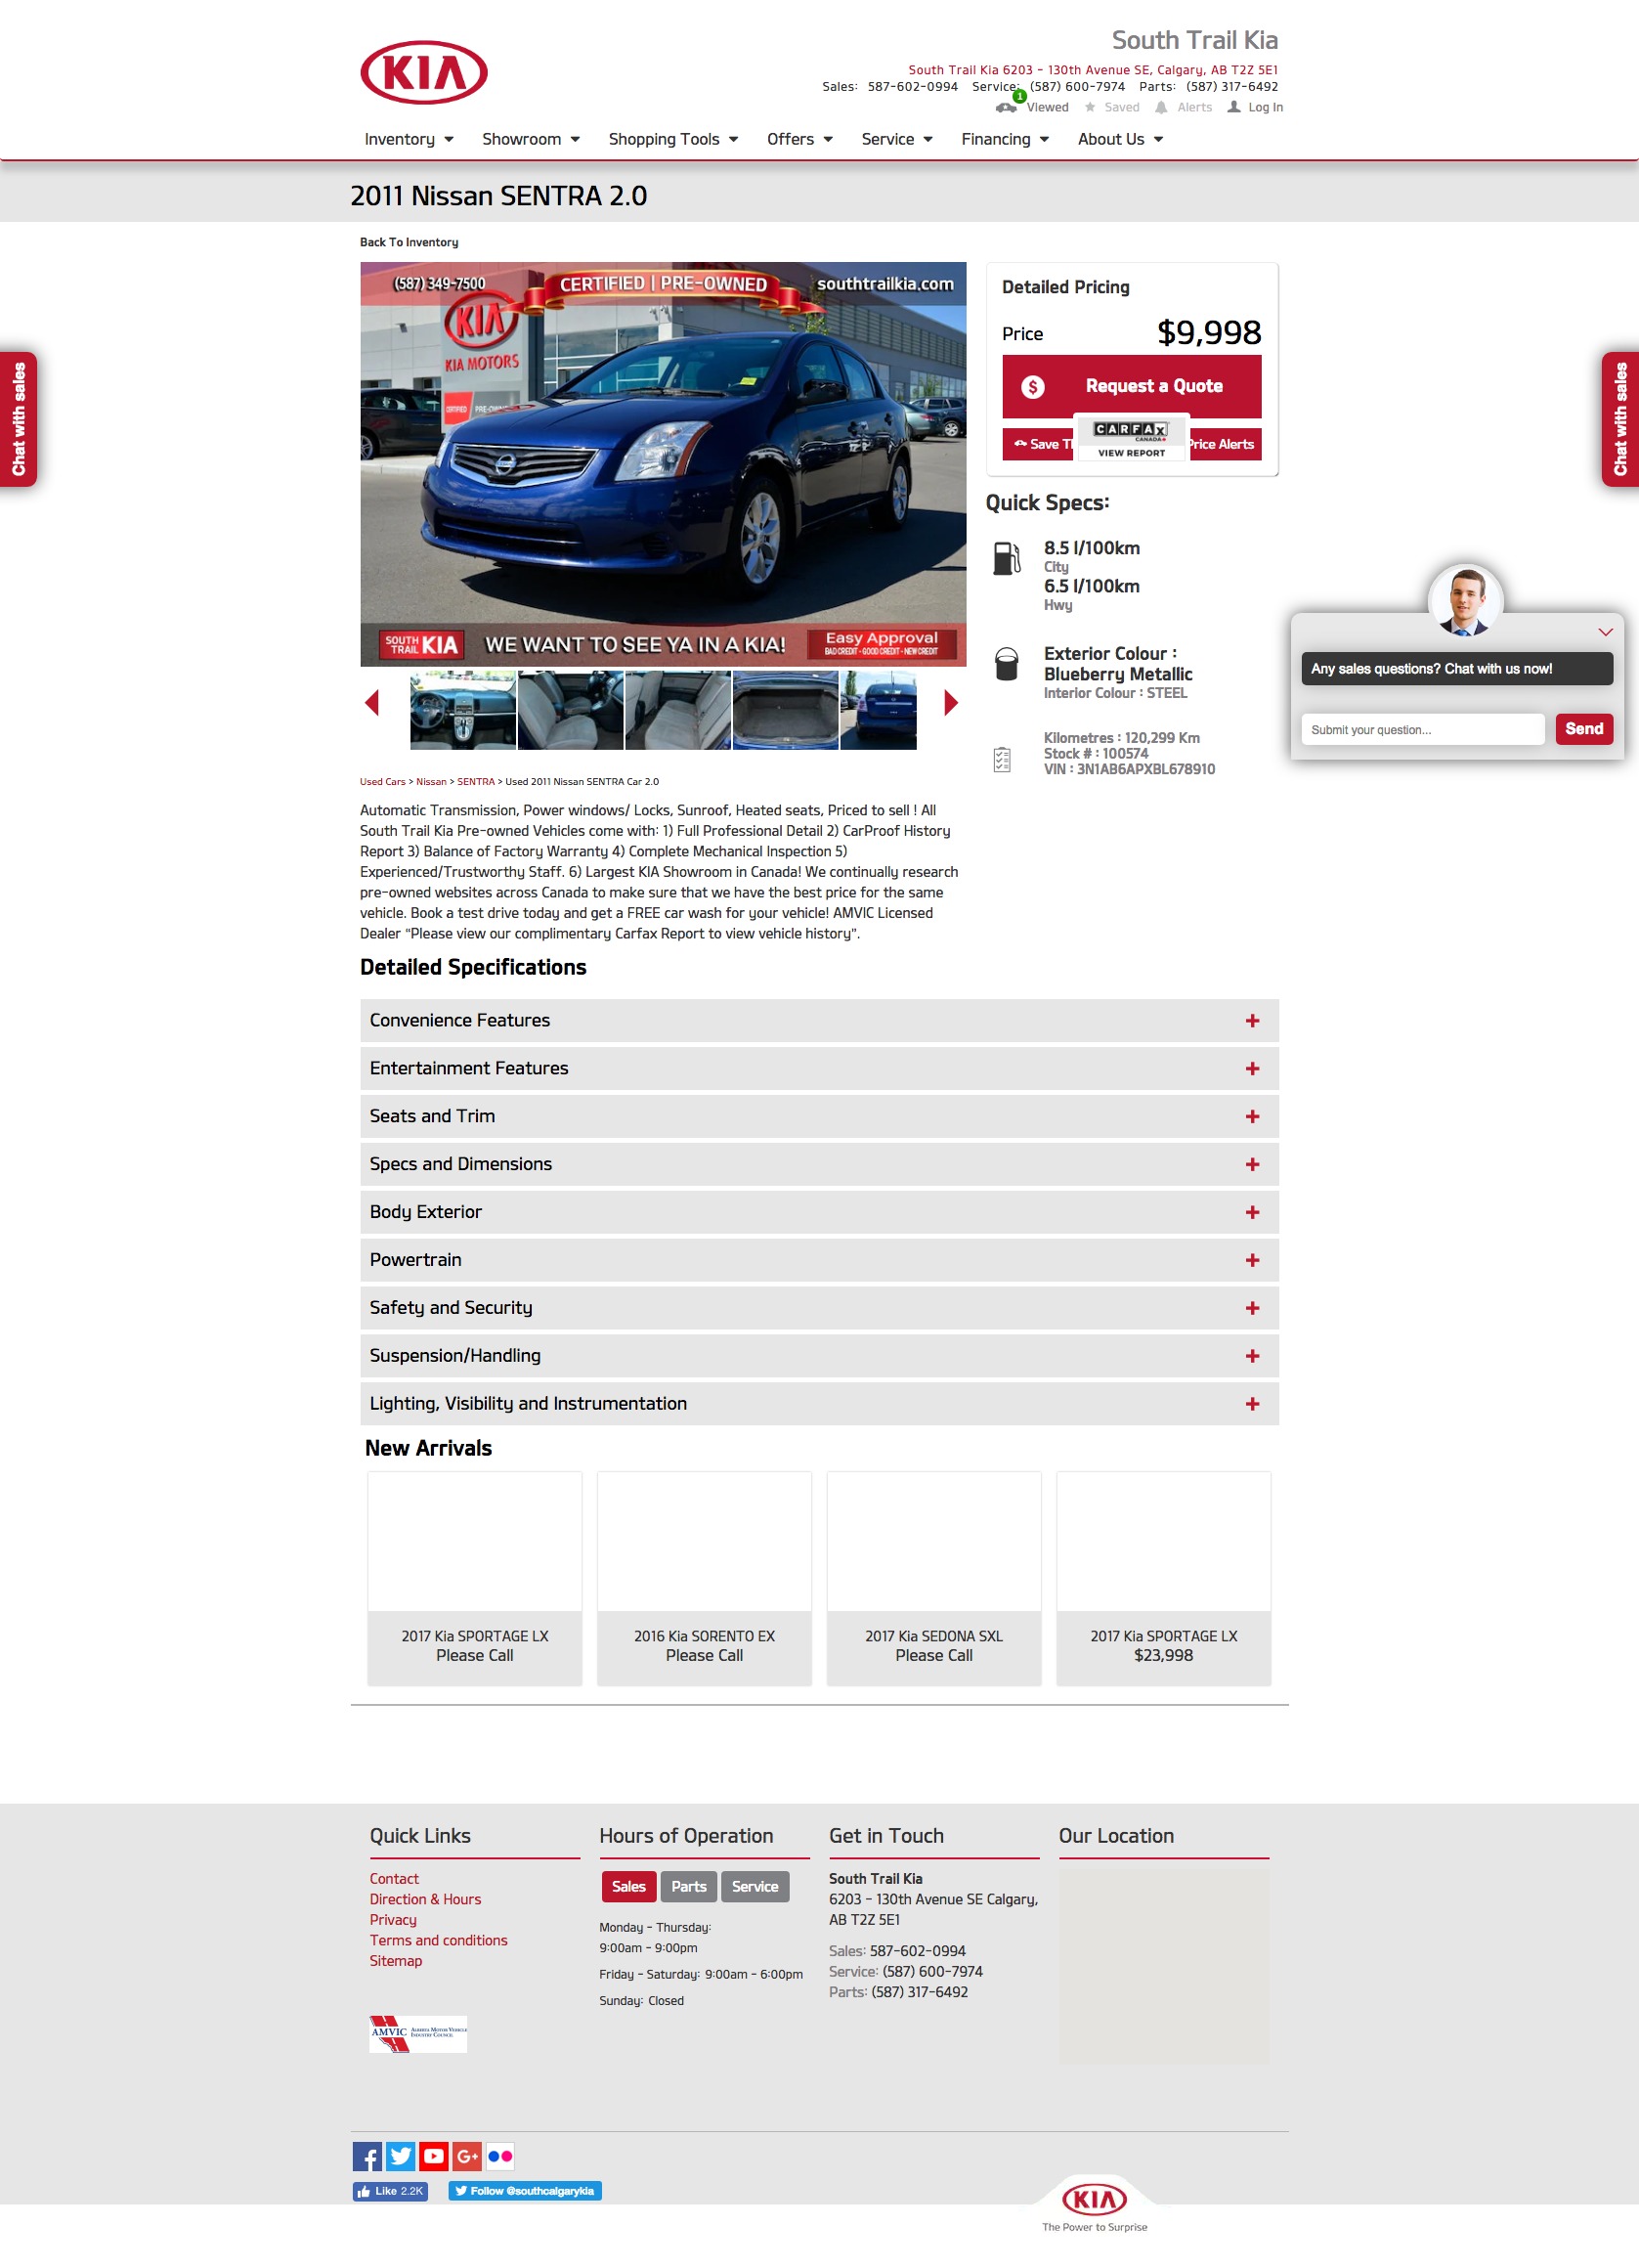 KIA
South Trail Kia
South Trail Kia 6203 - 130th Avenue SE, Calgary, AB T2Z 5E1
Sales: 587-602-0994 Service: (587) 600-7974 Parts: (587) 317-6492
1 Viewed Saved Alerts Log In
Inventory Showroom Shopping Tools Offers Service Financing About Us
2011 Nissan SENTRA 2.0
Back To Inventory
(587) 349-7500 CERTIFIED | PRE-OWNED southtrailkia.com
KIA
KIA MOTORS
CERTIFIED PRE-OWNED
SOUTH TRAIL KIA WE WANT TO SEE YA IN A KIA! Easy Approval
BAD CREDIT - GOOD CREDIT - NEW CREDIT
Detailed Pricing
Price $9,998
Request a Quote
Save Price Alerts
CARFAX
CANADA
VIEW REPORT
Quick Specs:
8.5 l/100km
City
6.5 l/100km
Hwy
Exterior Colour :
Blueberry Metallic
Interior Colour : STEEL
Kilometres : 120,299 Km
Stock # : 100574
VIN : 3N1AB6APXBL678910
Chat with sales
Chat with sales
Any sales questions? Chat with us now!
Submit your question... Send
Used Cars > Nissan > SENTRA > Used 2011 Nissan SENTRA Car 2.0
Automatic Transmission, Power windows/ Locks, Sunroof, Heated seats, Priced to sell ! All
South Trail Kia Pre-owned Vehicles come with: 1) Full Professional Detail 2) CarProof History
Report 3) Balance of Factory Warranty 4) Complete Mechanical Inspection 5)
Experienced/Trustworthy Staff. 6) Largest KIA Showroom in Canada! We continually research
pre-owned websites across Canada to make sure that we have the best price for the same
vehicle. Book a test drive today and get a FREE car wash for your vehicle! AMVIC Licensed
Dealer "Please view our complimentary Carfax Report to view vehicle history".
Detailed Specifications
Convenience Features +
Entertainment Features +
Seats and Trim +
Specs and Dimensions +
Body Exterior +
Powertrain +
Safety and Security +
Suspension/Handling +
Lighting, Visibility and Instrumentation +
New Arrivals
2017 Kia SPORTAGE LX
Please Call
2016 Kia SORENTO EX
Please Call
2017 Kia SEDONA SXL
Please Call
2017 Kia SPORTAGE LX
$23,998
Quick Links
Contact
Direction & Hours
Privacy
Terms and conditions
Sitemap
AMVIC ALBERTA MOTOR VEHICLE
INDUSTRY COUNCIL
Hours of Operation
Sales Parts Service
Monday - Thursday:
9:00am - 9:00pm
Friday - Saturday: 9:00am - 6:00pm
Sunday: Closed
Get in Touch
South Trail Kia
6203 - 130th Avenue SE Calgary,
AB T2Z 5E1
Sales: 587-602-0994
Service: (587) 600-7974
Parts: (587) 317-6492
Our Location
G+
Like 2.2K Follow @southcalgarykia
KIA
The Power to Surprise